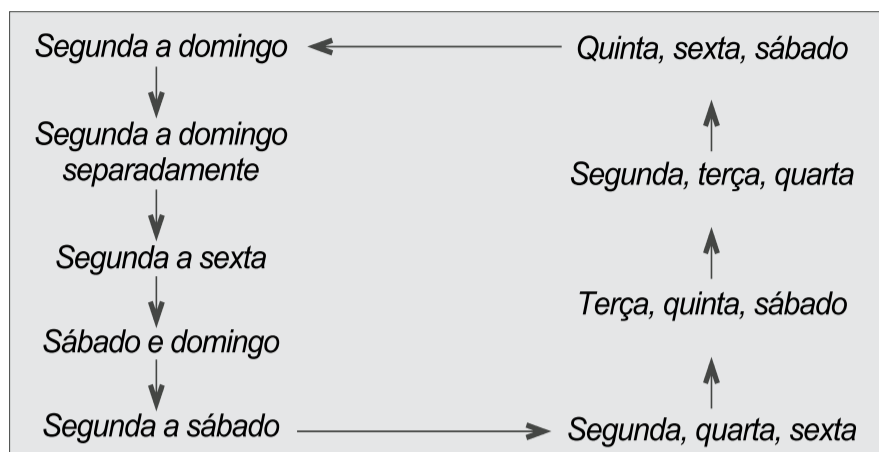 Segunda a domingo
Segunda a domingo
separadamente
Segunda a sexta
Sábado e domingo
Segunda a sábado
Segunda, quarta, sexta
Terça, quinta, sábado
Segunda, terça, quarta
Quinta, sexta, sábado